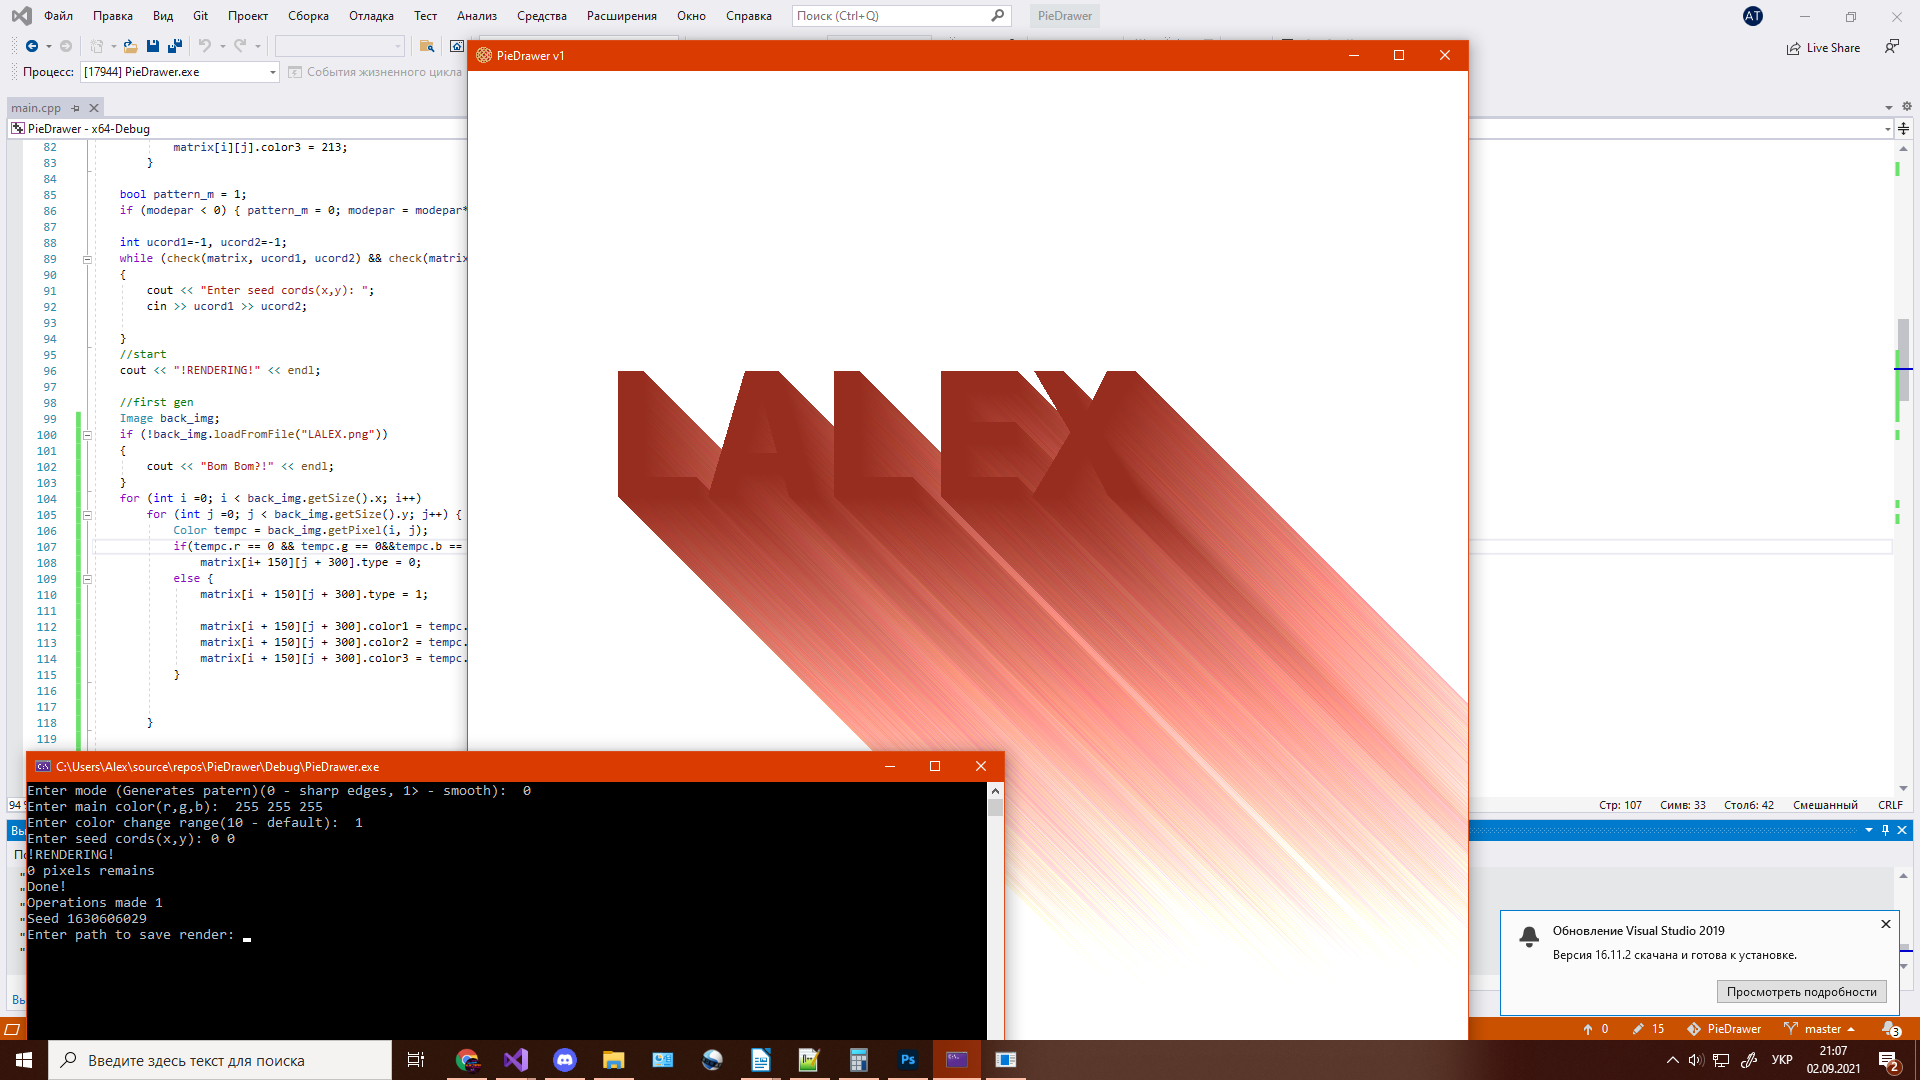 Файл Правка Вид Git Проект Сборка Отладка Тест Анализ Средства Расширения Окно Справка Поиск (Ctrl+Q) PieDrawer AT
Live Share
Процесс: [17944] PieDrawer.exe События жизненного цикла
PieDrawer v1
main.cpp
PieDrawer - x64-Debug
82 matrix[i][j].color3 = 213;
83 }
84
85 bool pattern_m = 1;
86 if (modepar < 0) { pattern_m = 0; modepar = modepar*
87
88 int ucord1=-1, ucord2=-1;
89 while (check(matrix, ucord1, ucord2) && check(matrix
90 {
91 cout << "Enter seed cords(x,y): ";
92 cin >> ucord1 >> ucord2;
93
94 }
95 //start
96 cout << "!RENDERING!" << endl;
97
98 //first gen
99 Image back_img;
100 if (!back_img.loadFromFile("LALEX.png"))
101 {
102 cout << "Bom Bom?!" << endl;
103 }
104 for (int i =0; i < back_img.getSize().x; i++)
105 for (int j =0; j < back_img.getSize().y; j++) {
106 Color tempc = back_img.getPixel(i, j);
107 if(tempc.r == 0 && tempc.g == 0&&tempc.b ==
108 matrix[i+ 150][j + 300].type = 0;
109 else {
110 matrix[i + 150][j + 300].type = 1;
111
112 matrix[i + 150][j + 300].color1 = tempc.
113 matrix[i + 150][j + 300].color2 = tempc.
114 matrix[i + 150][j + 300].color3 = tempc.
115 }
116
117
118 }
119
LALEX
94
Стр: 107 Симв: 33 Столб: 42 Смешанный CRLF
C:\Users\Alex\source\repos\PieDrawer\Debug\PieDrawer.exe
Enter mode (Generates patern)(0 - sharp edges, 1> - smooth): 0
Enter main color(r,g,b): 255 255 255
Enter color change range(10 - default): 1
Enter seed cords(x,y): 0 0
!RENDERING!
0 pixels remains
Done!
Operations made 1
Seed 1630606029
Enter path to save render:
Обновление Visual Studio 2019
Версия 16.11.2 скачана и готова к установке.
Просмотреть подробности
0 15 PieDrawer master 3
Введите здесь текст для поиска
Ps
УКР
21:07
02.09.2021
2